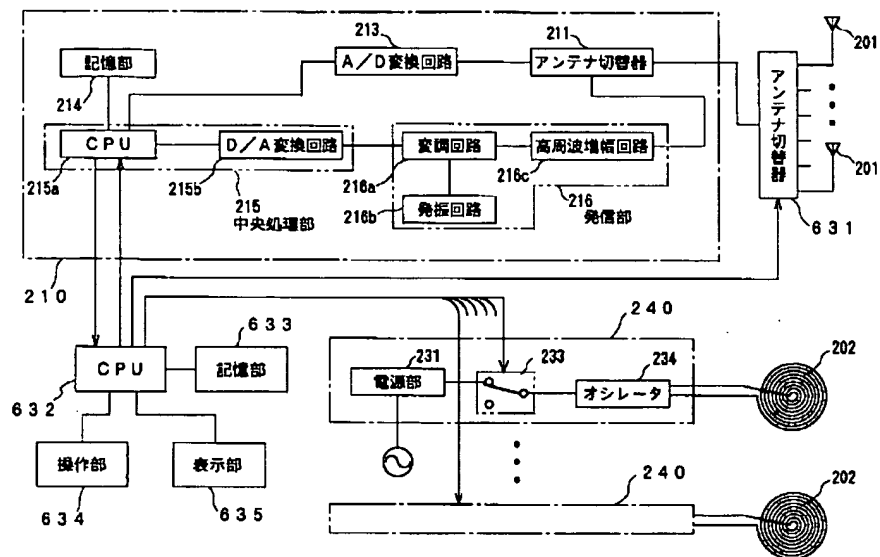 213
211
A/D変換回路
アンテナ切替器
201
記憶部
214
CPU
215a
D/A変換回路
215b
変調回路
216a
高周波増幅回路
216c
アンテナ切替器
201
215
中央処理部
発振回路
216b
216
発信部
631
210
633
CPU
632
記憶部
240
231
233
234
202
電源部
オシレータ
操作部
634
表示部
635
240
202